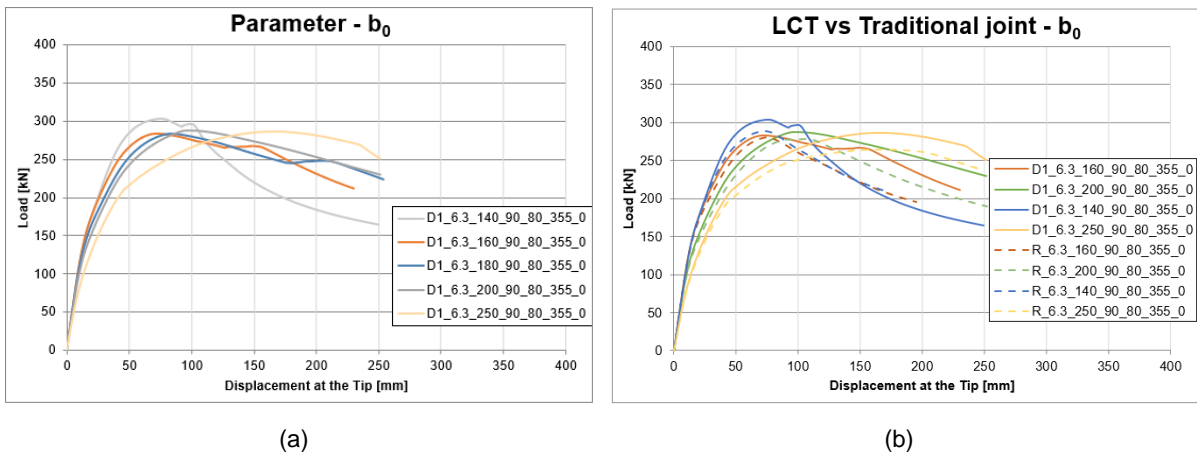 Parameter - b0
400
350
300
250
200
150
100
50
0
Load [kN]
0 50 100 150 200 250 300 350 400
Displacement at the Tip [mm]
D1_6.3_140_90_80_355_0
D1_6.3_160_90_80_355_0
D1_6.3_180_90_80_355_0
D1_6.3_200_90_80_355_0
D1_6.3_250_90_80_355_0
(a)
LCT vs Traditional joint - b0
400
350
300
250
200
150
100
50
0
Load [kN]
0 50 100 150 200 250 300 350 400
Displacement at the Tip [mm]
D1_6.3_160_90_80_355_0
D1_6.3_200_90_80_355_0
D1_6.3_140_90_80_355_0
D1_6.3_250_90_80_355_0
R_6.3_160_90_80_355_0
R_6.3_200_90_80_355_0
R_6.3_140_90_80_355_0
R_6.3_250_90_80_355_0
(b)